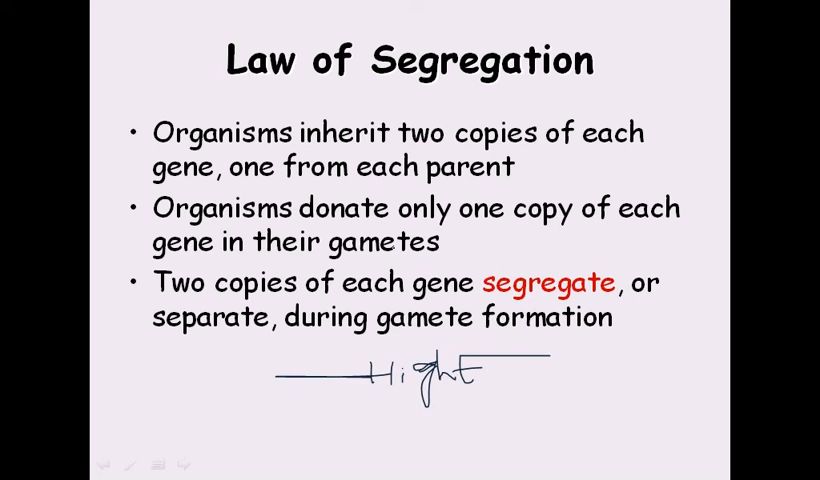 Law of Segregation
• Organisms inherit two copies of each
gene, one from each parent
• Organisms donate only one copy of each
gene in their gametes
• Two copies of each gene segregate, or
separate, during gamete formation
Hight